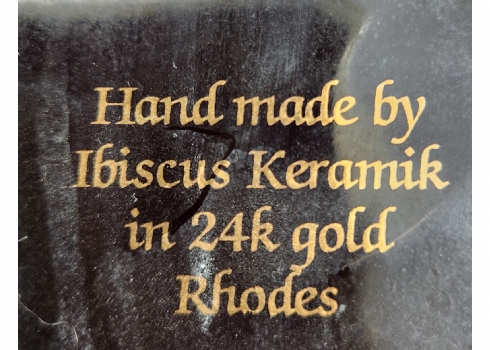 Hand made by
Ibiscus Keramik
in 24k gold
Rhodes